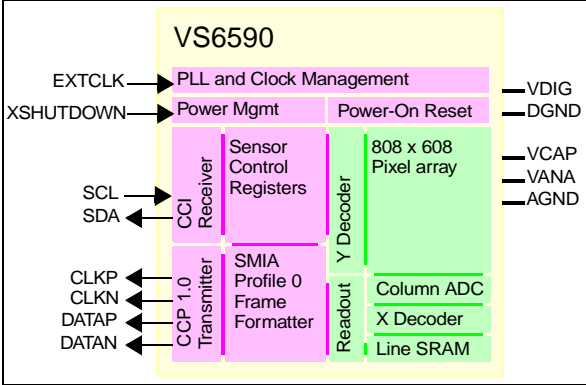 VS6590
EXTCLK
PLL and Clock Management
VDIG
XSHUTDOWN
Power Mgmt
Power-On Reset
DGND
CCI
Receiver
Sensor
Control
Registers
Y Decoder
808 x 608
Pixel array
VCAP
VANA
AGND
SCL
SDA
CLKP
CLKN
DATAP
DATAN
CCP 1.0
Transmitter
SMIA
Profile 0
Frame
Formatter
Readout
Column ADC
X Decoder
Line SRAM